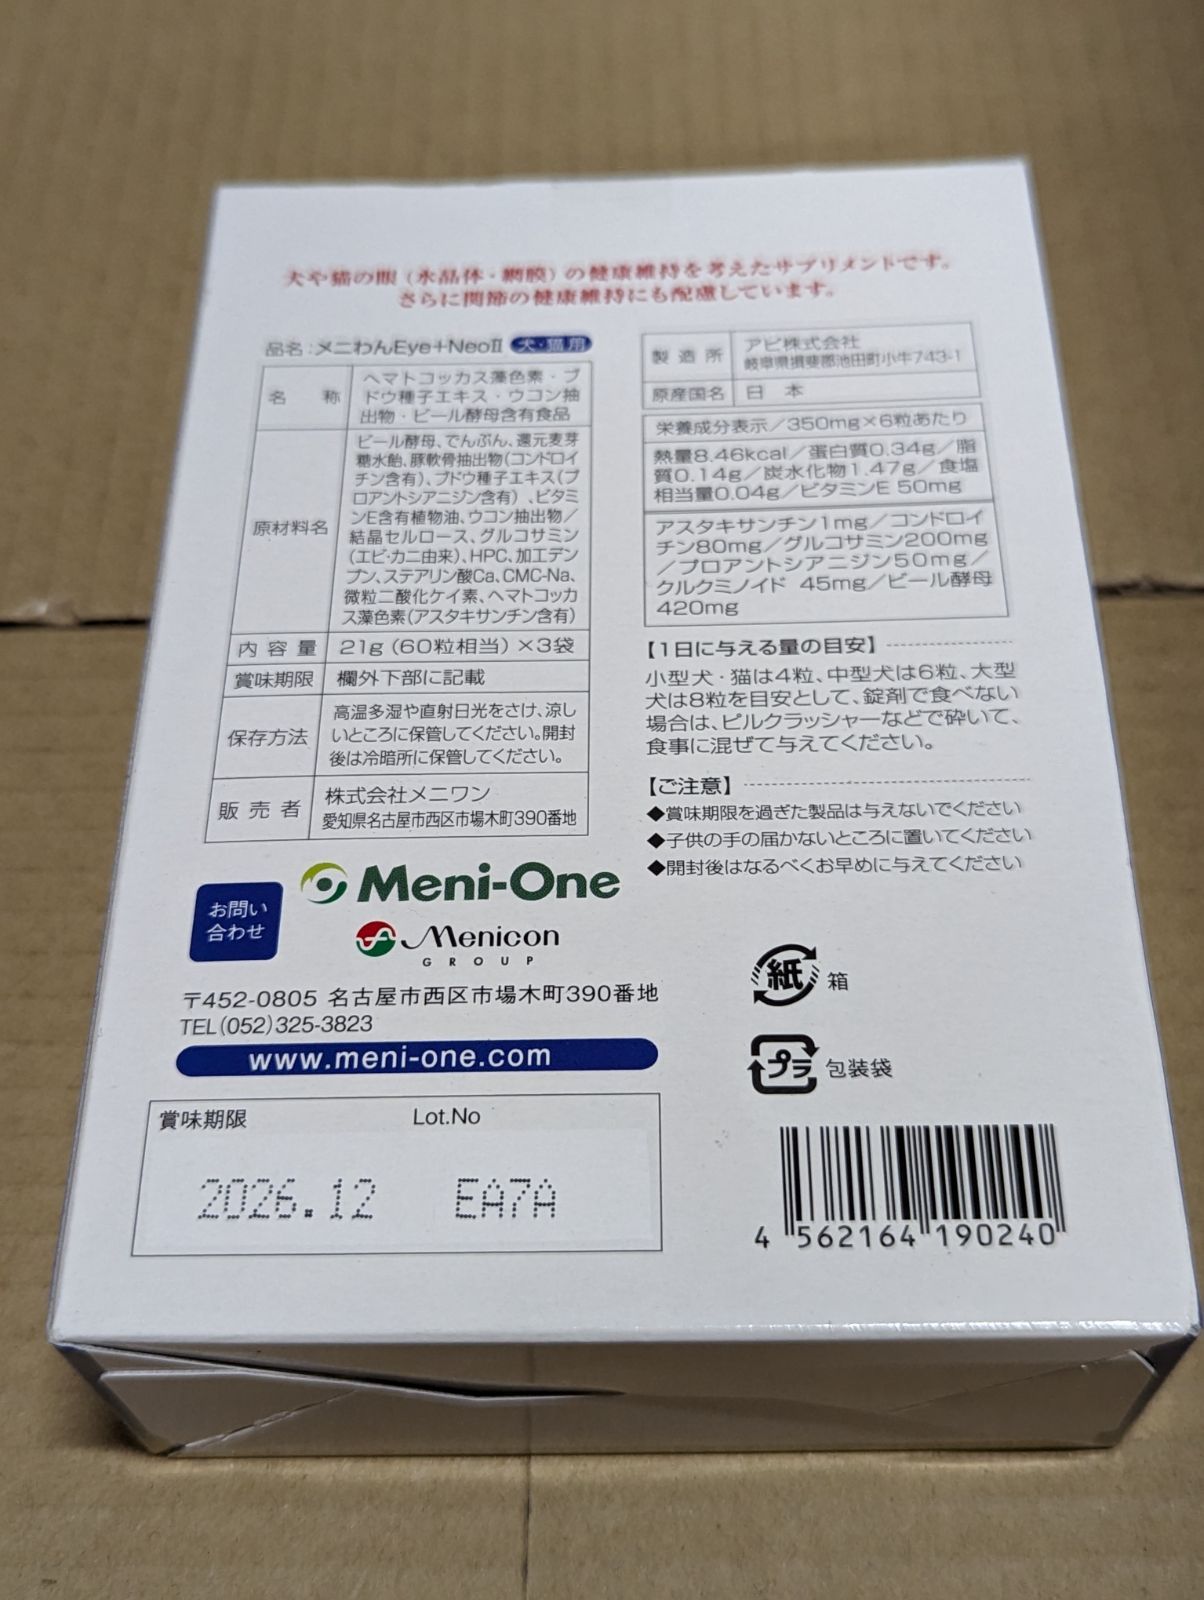 犬や猫の眼（水晶体・網膜）の健康維持を考えたサプリメントです。
さらに関節の健康維持にも配慮しています。
品名：メニわんEye+NeoⅡ 犬・猫用
名称
ヘマトコッカス藻色素・ブ
ドウ種子エキス・ウコン抽
出物・ビール酵母含有食品
原材料名
ビール酵母、でんぷん、還元麦芽
糖水飴、豚軟骨抽出物(コンドロイ
チン含有)、ブドウ種子エキス(プ
ロアントシアニジン含有)、ビタミ
ンE含有植物油、ウコン抽出物／
結晶セルロース、グルコサミン
(エビ・カニ由来)、HPC、加工デン
プン、ステアリン酸Ca、CMC-Na、
微粒二酸化ケイ素、ヘマトコッカ
ス藻色素(アスタキサンチン含有)
内容量
21g（60粒相当）×3袋
賞味期限
欄外下部に記載
保存方法
高温多湿や直射日光をさけ、涼し
いところに保管してください。開封
後は冷暗所に保管してください。
販売者
株式会社メニワン
愛知県名古屋市西区市場木町390番地
製造所
アピ株式会社
岐阜県揖斐郡池田町小牛743-1
原産国名
日本
栄養成分表示／350mg×6粒あたり
熱量8.46kcal／蛋白質0.34g／脂
質0.14g／炭水化物1.47g／食塩
相当量0.04g／ビタミンE 50mg
アスタキサンチン1mg／コンドロイ
チン80mg／グルコサミン200mg
／プロアントシアニジン50mg／
クルクミノイド 45mg／ビール酵母
420mg
【1日に与える量の目安】
小型犬・猫は4粒、中型犬は6粒、大型
犬は8粒を目安として、錠剤で食べない
場合は、ピルクラッシャーなどで砕いて、
食事に混ぜて与えてください。
【ご注意】
◆賞味期限を過ぎた製品は与えないでください
◆子供の手の届かないところに置いてください
◆開封後はなるべくお早めに与えてください
お問い
合わせ
Meni-One
Menicon
GROUP
〒452-0805 名古屋市西区市場木町390番地
TEL(052)325-3823
www.meni-one.com
紙 箱
プラ 包装袋
賞味期限 Lot.No
2026.12 EA7A
4 562164 190240